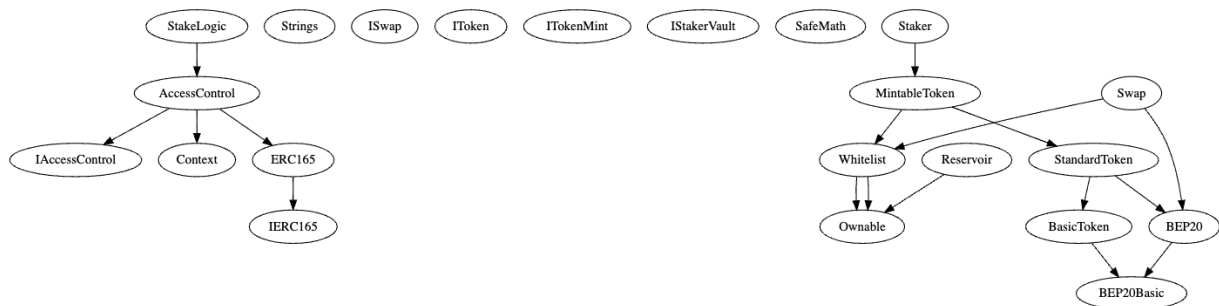 StakeLogic
Strings
ISwap
IToken
ITokenMint
IStakerVault
SafeMath
Staker
AccessControl
MintableToken
Swap
IAccessControl
Context
ERC165
Whitelist
Reservoir
StandardToken
IERC165
Ownable
BasicToken
BEP20
BEP20Basic